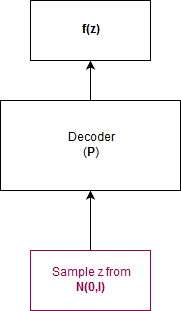 f(z)
Decoder
(P)
Sample z from
N(0,I)